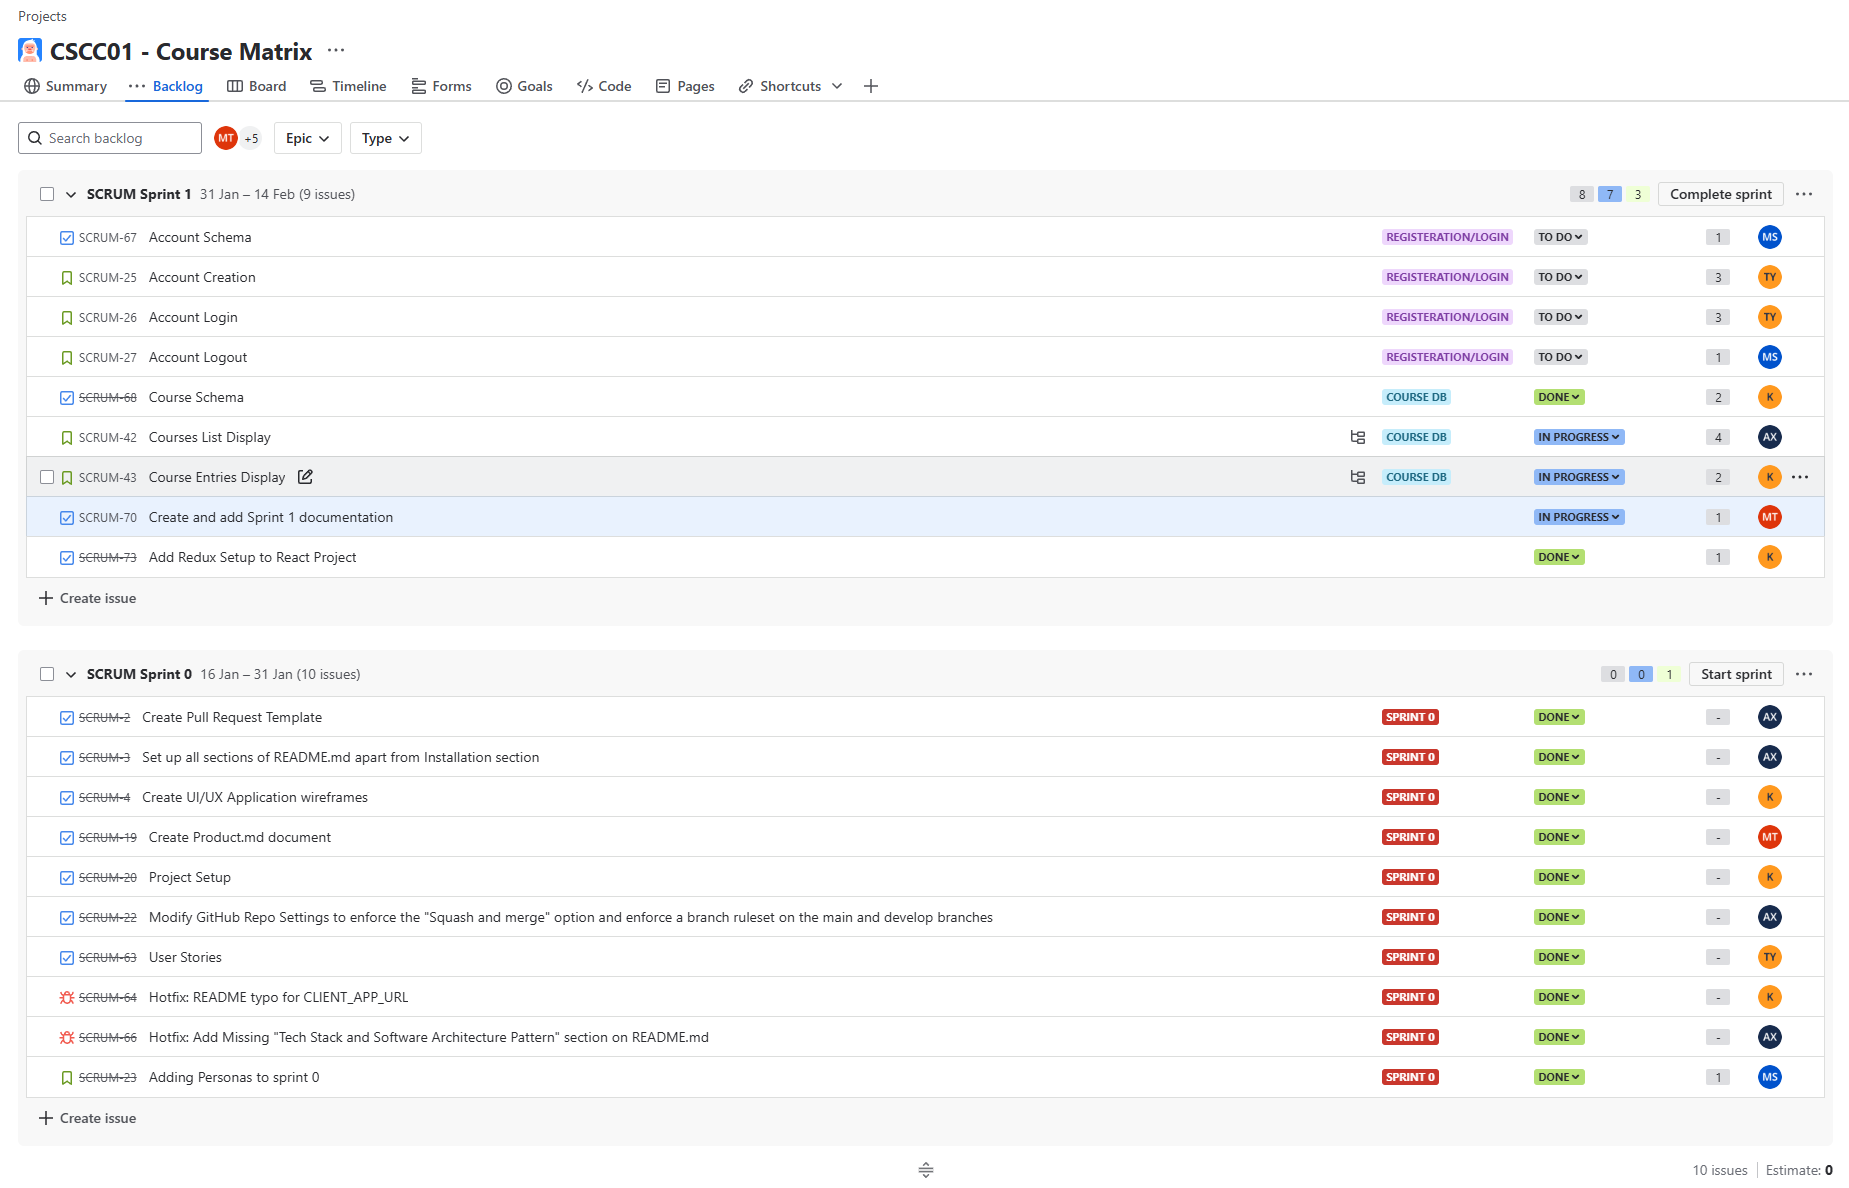 Projects
CSCC01 - Course Matrix
Summary Backlog Board Timeline Forms Goals Code Pages Shortcuts
Search backlog MT +5 Epic Type
SCRUM Sprint 1 31 Jan – 14 Feb (9 issues) 8 7 3 Complete sprint
SCRUM-67 Account Schema REGISTERATION/LOGIN TO DO 1 MS
SCRUM-25 Account Creation REGISTERATION/LOGIN TO DO 3 TY
SCRUM-26 Account Login REGISTERATION/LOGIN TO DO 3 TY
SCRUM-27 Account Logout REGISTERATION/LOGIN TO DO 1 MS
SCRUM-68 Course Schema COURSE DB DONE 2 K
SCRUM-42 Courses List Display COURSE DB IN PROGRESS 4 AX
SCRUM-43 Course Entries Display COURSE DB IN PROGRESS 2 K
SCRUM-70 Create and add Sprint 1 documentation IN PROGRESS 1 MT
SCRUM-73 Add Redux Setup to React Project DONE 1 K
Create issue
SCRUM Sprint 0 16 Jan – 31 Jan (10 issues) 0 0 1 Start sprint
SCRUM-2 Create Pull Request Template SPRINT 0 DONE - AX
SCRUM-3 Set up all sections of README.md apart from Installation section SPRINT 0 DONE - AX
SCRUM-4 Create UI/UX Application wireframes SPRINT 0 DONE - K
SCRUM-19 Create Product.md document SPRINT 0 DONE - MT
SCRUM-20 Project Setup SPRINT 0 DONE - K
SCRUM-22 Modify GitHub Repo Settings to enforce the "Squash and merge" option and enforce a branch ruleset on the main and develop branches SPRINT 0 DONE - AX
SCRUM-63 User Stories SPRINT 0 DONE - TY
SCRUM-64 Hotfix: README typo for CLIENT_APP_URL SPRINT 0 DONE - K
SCRUM-66 Hotfix: Add Missing "Tech Stack and Software Architecture Pattern" section on README.md SPRINT 0 DONE - AX
SCRUM-23 Adding Personas to sprint 0 SPRINT 0 DONE 1 MS
Create issue
10 issues Estimate: 0